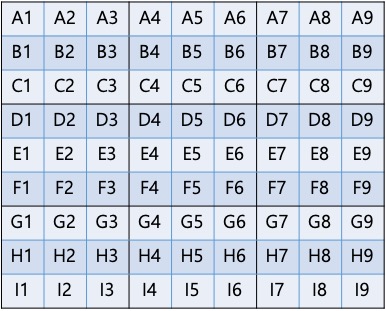 A1 A2 A3 A4 A5 A6 A7 A8 A9
B1 B2 B3 B4 B5 B6 B7 B8 B9
C1 C2 C3 C4 C5 C6 C7 C8 C9
D1 D2 D3 D4 D5 D6 D7 D8 D9
E1 E2 E3 E4 E5 E6 E7 E8 E9
F1 F2 F3 F4 F5 F6 F7 F8 F9
G1 G2 G3 G4 G5 G6 G7 G8 G9
H1 H2 H3 H4 H5 H6 H7 H8 H9
I1 I2 I3 I4 I5 I6 I7 I8 I9